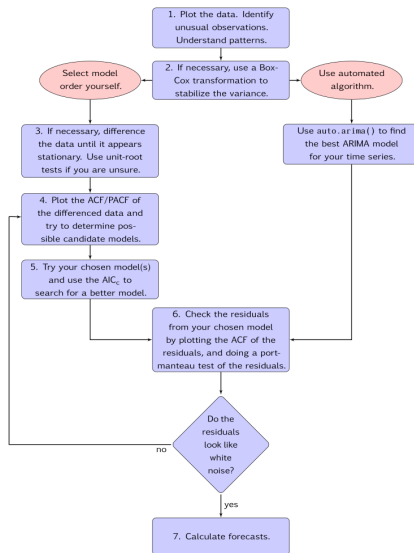 1. Plot the data. Identify
unusual observations.
Understand patterns.
Select model
order yourself.
2. If necessary, use a Box-
Cox transformation to
stabilize the variance.
Use automated
algorithm.
3. If necessary, difference
the data until it appears
stationary. Use unit-root
tests if you are unsure.
Use auto.arima() to find
the best ARIMA model
for your time series.
4. Plot the ACF/PACF of
the differenced data and
try to determine pos-
sible candidate models.
5. Try your chosen model(s)
and use the AICc to
search for a better model.
6. Check the residuals
from your chosen model
by plotting the ACF of the
residuals, and doing a port-
manteau test of the residuals.
Do the
residuals
look like
white
noise?
no
yes
7. Calculate forecasts.